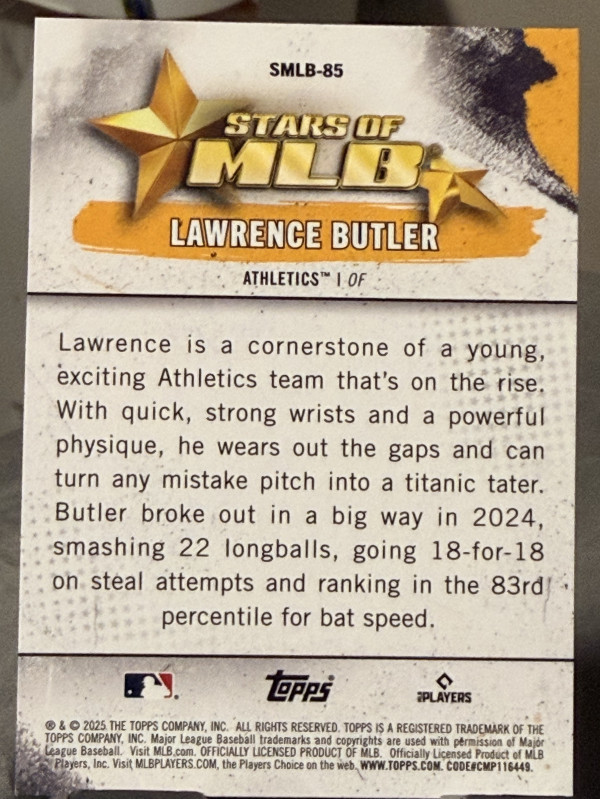 SMLB-85
STARS OF
MLB
LAWRENCE BUTLER
ATHLETICS™ | OF
Lawrence is a cornerstone of a young,
exciting Athletics team that's on the rise.
With quick, strong wrists and a powerful
physique, he wears out the gaps and can
turn any mistake pitch into a titanic tater.
Butler broke out in a big way in 2024,
smashing 22 longballs, going 18-for-18
on steal attempts and ranking in the 83rd
percentile for bat speed.
topps® PLAYERS
® & © 2025 THE TOPPS COMPANY, INC. ALL RIGHTS RESERVED. TOPPS IS A REGISTERED TRADEMARK OF THE
TOPPS COMPANY, INC. Major League Baseball trademarks and copyrights are used with permission of Major
League Baseball. Visit MLB.com. OFFICIALLY LICENSED PRODUCT OF MLB. Officially Licensed Product of MLB
Players, Inc. Visit MLBPLAYERS.COM, the Players Choice on the web. WWW.TOPPS.COM. CODE#CMP116449.